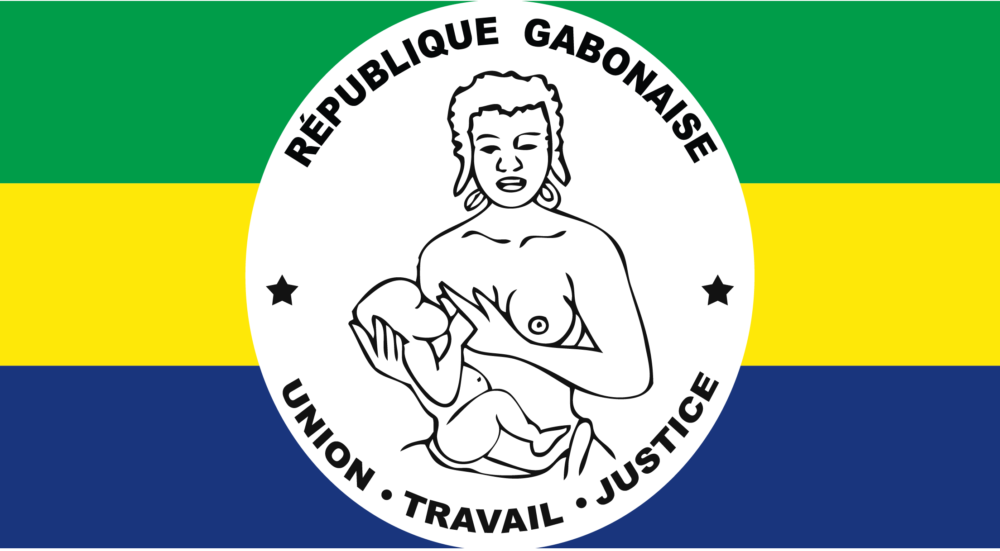 RÉPUBLIQUE GABONAISE
UNION • TRAVAIL • JUSTICE